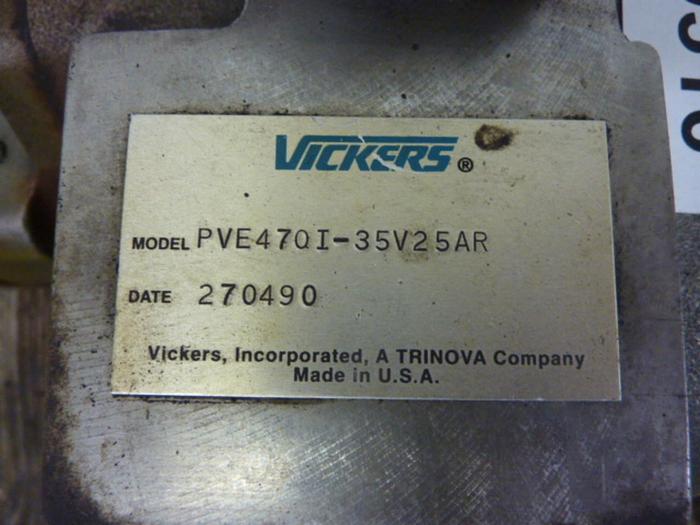 VICKERS®
MODEL PVE47QI-35V25AR
DATE 270490
Vickers, Incorporated, A TRINOVA Company
Made in U.S.A.